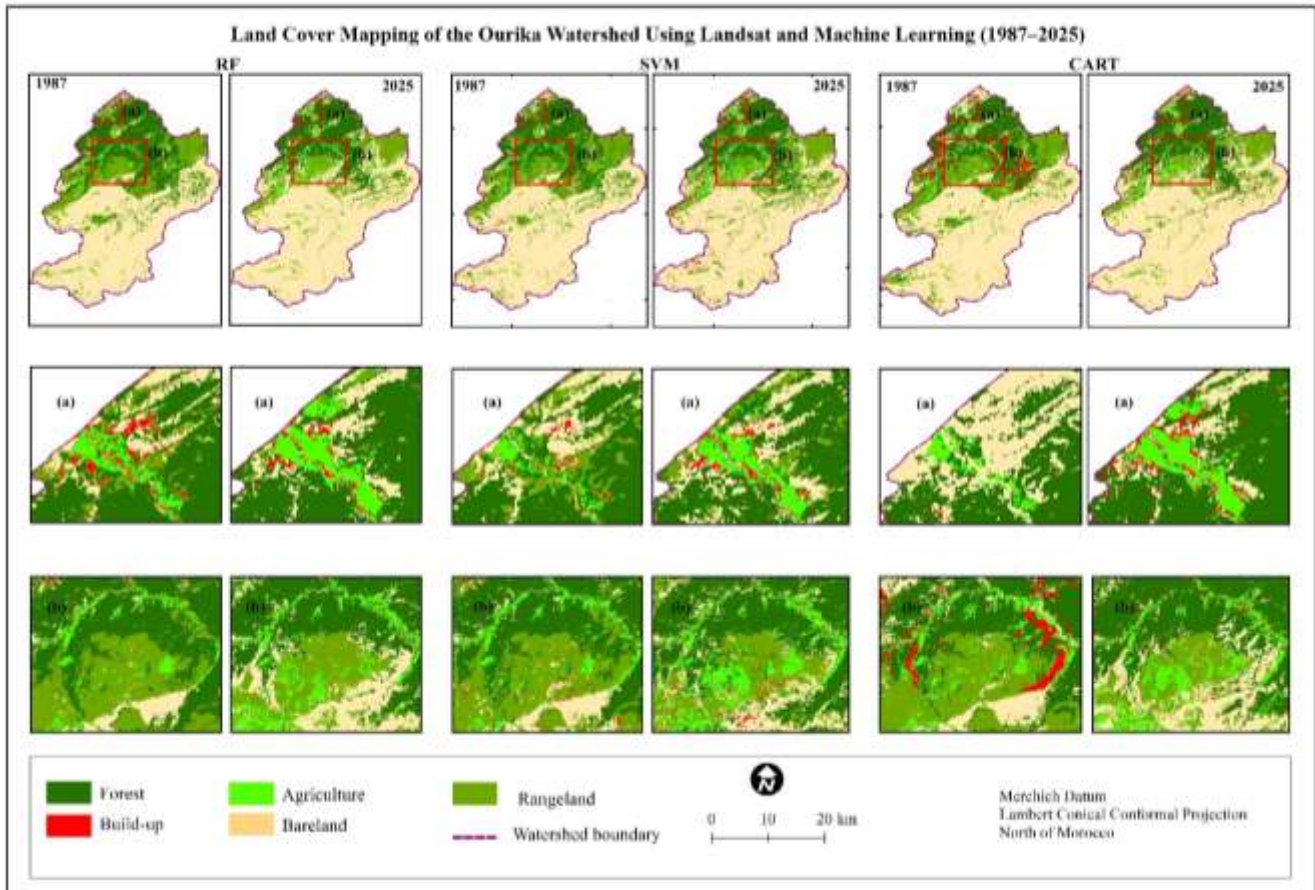 Land Cover Mapping of the Ourika Watershed Using Landsat and Machine Learning (1987–2025)
RF SVM CART
1987 2025 1987 2025 1987 2025
(a) (a) (a) (a) (a)
(b) (b) (b) (b) (b) (b)
(a) (a) (a) (a) (a) (a)
(b) (b) (b) (b) (b) (b)
Forest Agriculture Rangeland
Build-up Bareland Watershed boundary
N
0 10 20 km
Merchich Datum
Lambert Conical Conformal Projection
North of Morocco